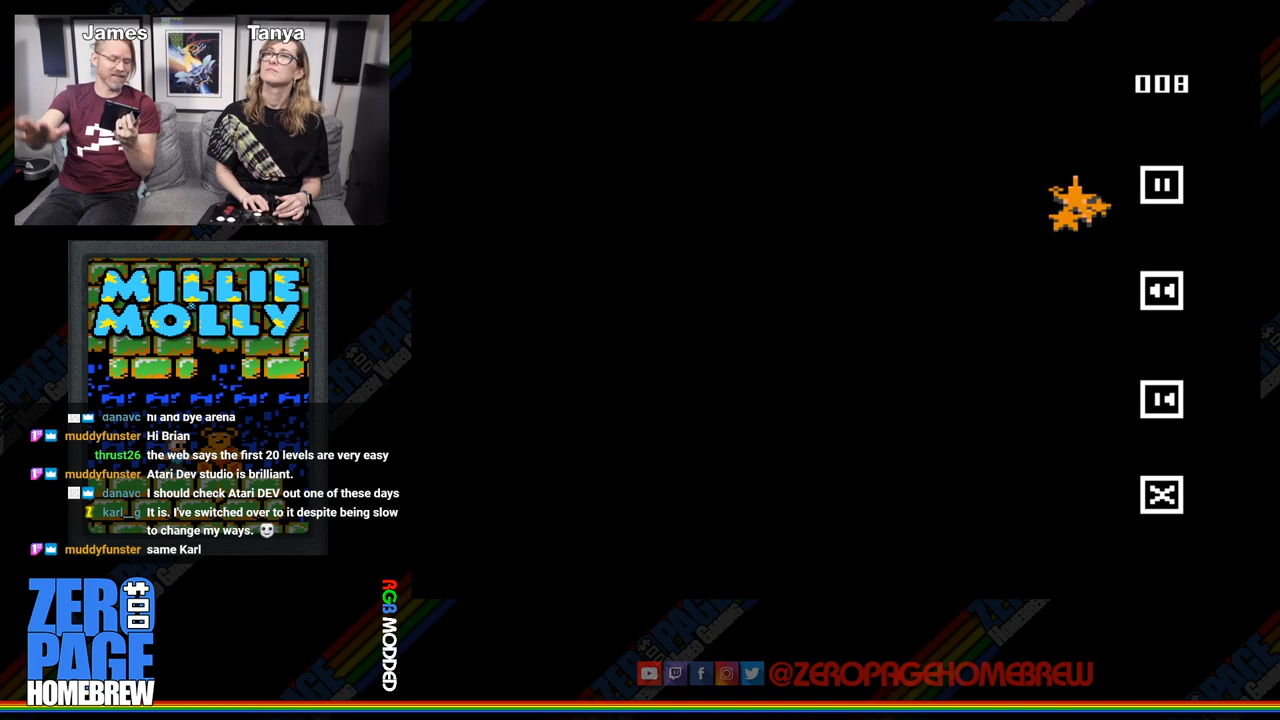 James
Tanya
008
MILLIE
MOLLY
danavc hi and bye arena
muddyfunster Hi Brian
thrust26 the web says the first 20 levels are very easy
muddyfunster Atari Dev studio is brilliant.
danavc I should check Atari DEV out one of these days
karl__g It is. I've switched over to it despite being slow
to change my ways.
muddyfunster same Karl
ZERO
PAGE
HOMEBREW
RGB MODDED
@ZEROPAGEHOMEBREW